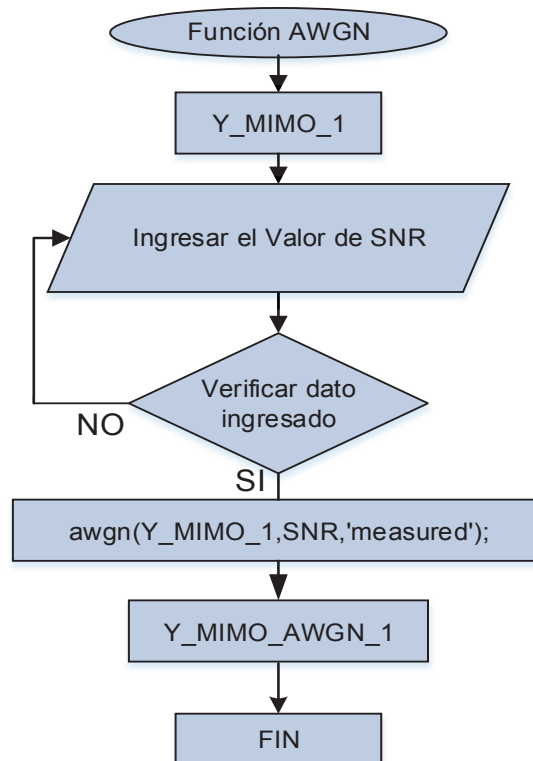 Función AWGN
Y_MIMO_1
Ingresar el Valor de SNR
Verificar dato
ingresado
NO
SI
awgn(Y_MIMO_1,SNR,'measured');
Y_MIMO_AWGN_1
FIN